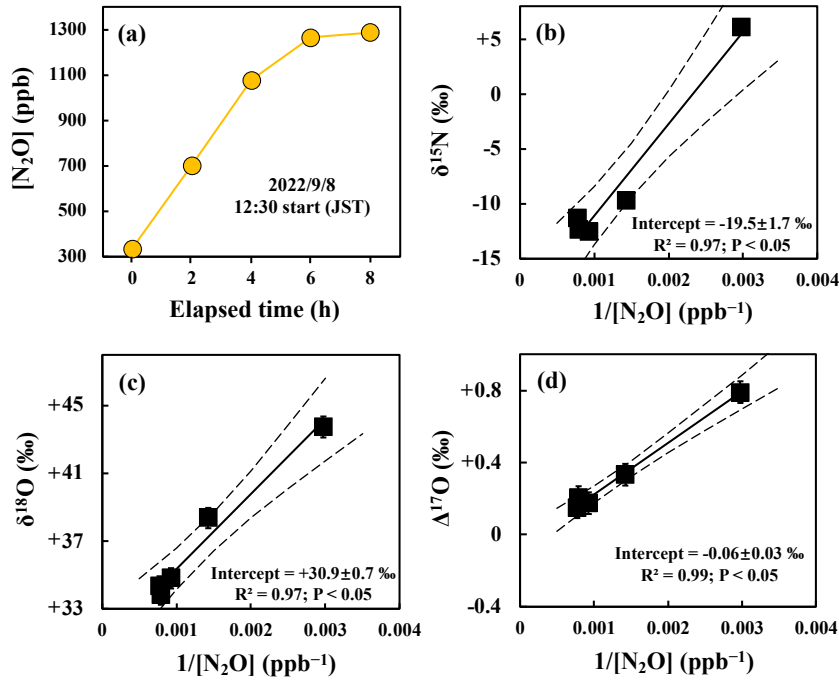 (a)
[N₂O] (ppb)
1300
1100
900
700
500
300
2022/9/8
12:30 start (JST)
0 2 4 6 8
Elapsed time (h)
(b)
δ¹⁵N (‰)
+5
0
-5
-10
-15
Intercept = -19.5±1.7 ‰
R² = 0.97; P < 0.05
0 0.001 0.002 0.003 0.004
1/[N₂O] (ppb⁻¹)
(c)
δ¹⁸O (‰)
+45
+41
+37
+33
Intercept = +30.9±0.7 ‰
R² = 0.97; P < 0.05
0 0.001 0.002 0.003 0.004
1/[N₂O] (ppb⁻¹)
(d)
Δ¹⁷O (‰)
+0.8
+0.4
0
-0.4
Intercept = -0.06±0.03 ‰
R² = 0.99; P < 0.05
0 0.001 0.002 0.003 0.004
1/[N₂O] (ppb⁻¹)